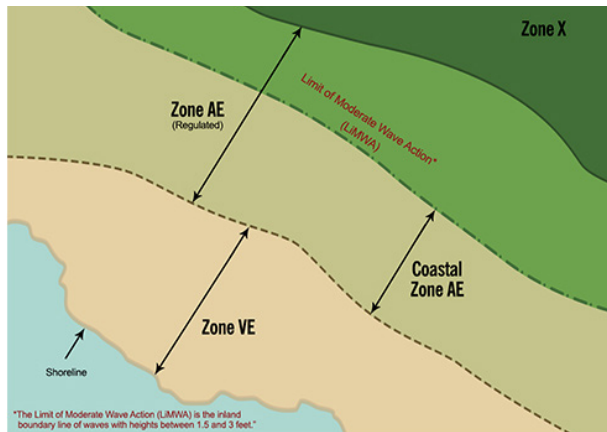 Zone X
Limit of Moderate Wave Action*
(LiMWA)
Zone AE
(Regulated)
Coastal
Zone AE
Zone VE
Shoreline
*The Limit of Moderate Wave Action (LiMWA) is the inland
boundary line of waves with heights between 1.5 and 3 feet."